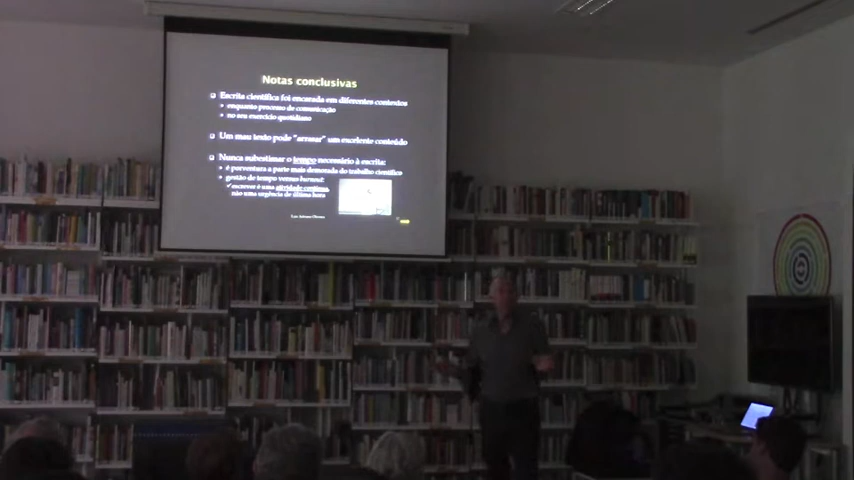 Notas conclusivas
Escrita científica foi encarada em diferentes contextos
enquanto processo de comunicação
no seu exercício quotidiano
Um mau texto pode "arrasar" um excelente conteúdo
Nunca subestimar o tempo necessário à escrita:
é porventura a parte mais demorada do trabalho científico
gestão de tempo versus burnout:
escrever é uma atividade contínua,
não uma urgência de última hora